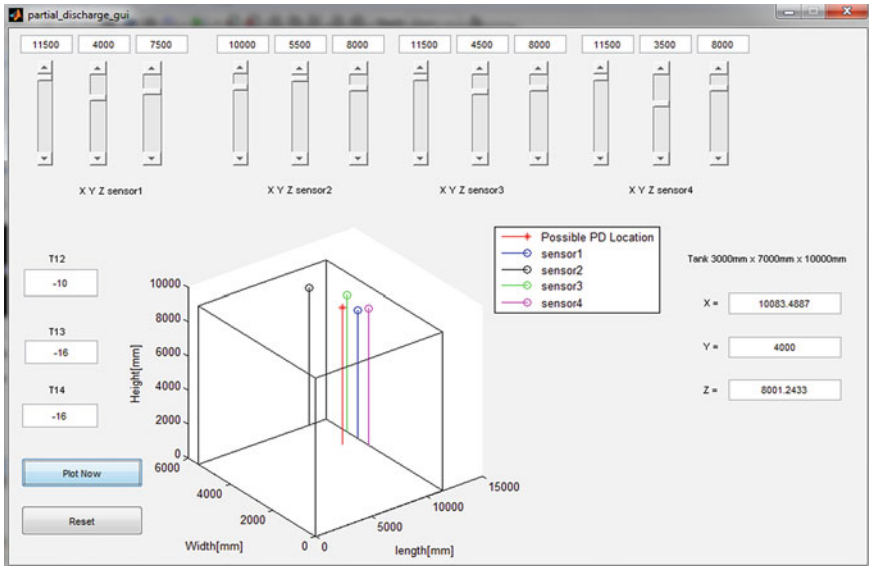 partial_discharge_gui
11500 4000 7500 10000 5500 8000 11500 4500 8000 11500 3500 8000
X Y Z sensor1 X Y Z sensor2 X Y Z sensor3 X Y Z sensor4
T12
-10
T13
-16
T14
-16
Plot Now
Reset
Height[mm]
10000
8000
6000
4000
2000
0
6000
4000
2000
0
Width[mm]
0
5000
10000
15000
length[mm]
Possible PD Location
sensor1
sensor2
sensor3
sensor4
Tank 3000mm x 7000mm x 10000mm
X = 10083.4887
Y = 4000
Z = 8001.2433